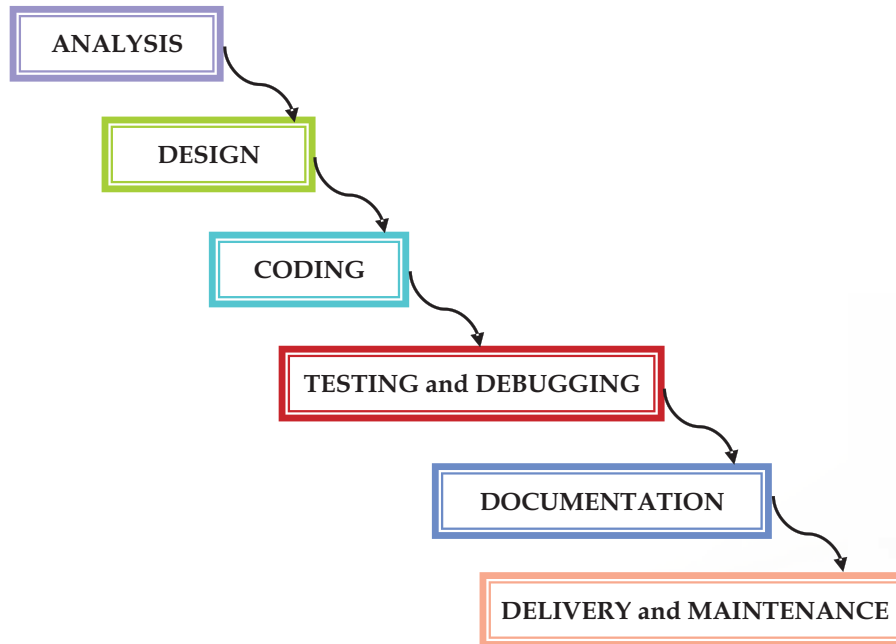 ANALYSIS
DESIGN
CODING
TESTING and DEBUGGING
DOCUMENTATION
DELIVERY and MAINTENANCE